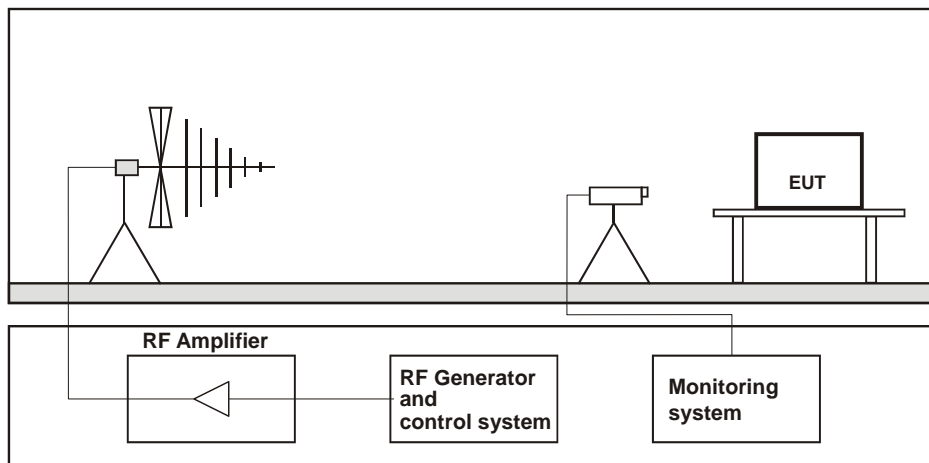 EUT
RF Amplifier
RF Generator
and
control system
Monitoring
system